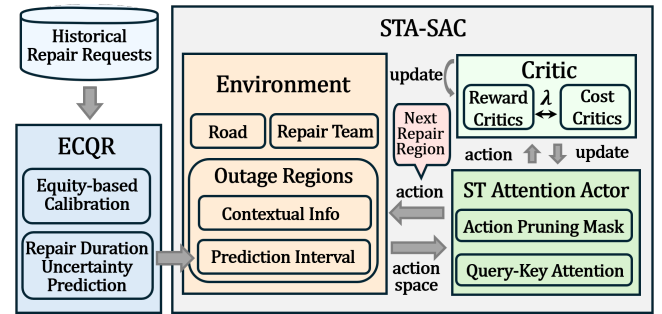 Historical
Repair Requests
ECQR
Equity-based
Calibration
Repair Duration
Uncertainty
Prediction
STA-SAC
Environment
Road
Repair Team
Outage Regions
Contextual Info
Prediction Interval
update
Critic
Reward
Critics
λ
Cost
Critics
Next
Repair
Region
action
update
action
action
space
ST Attention Actor
Action Pruning Mask
Query-Key Attention